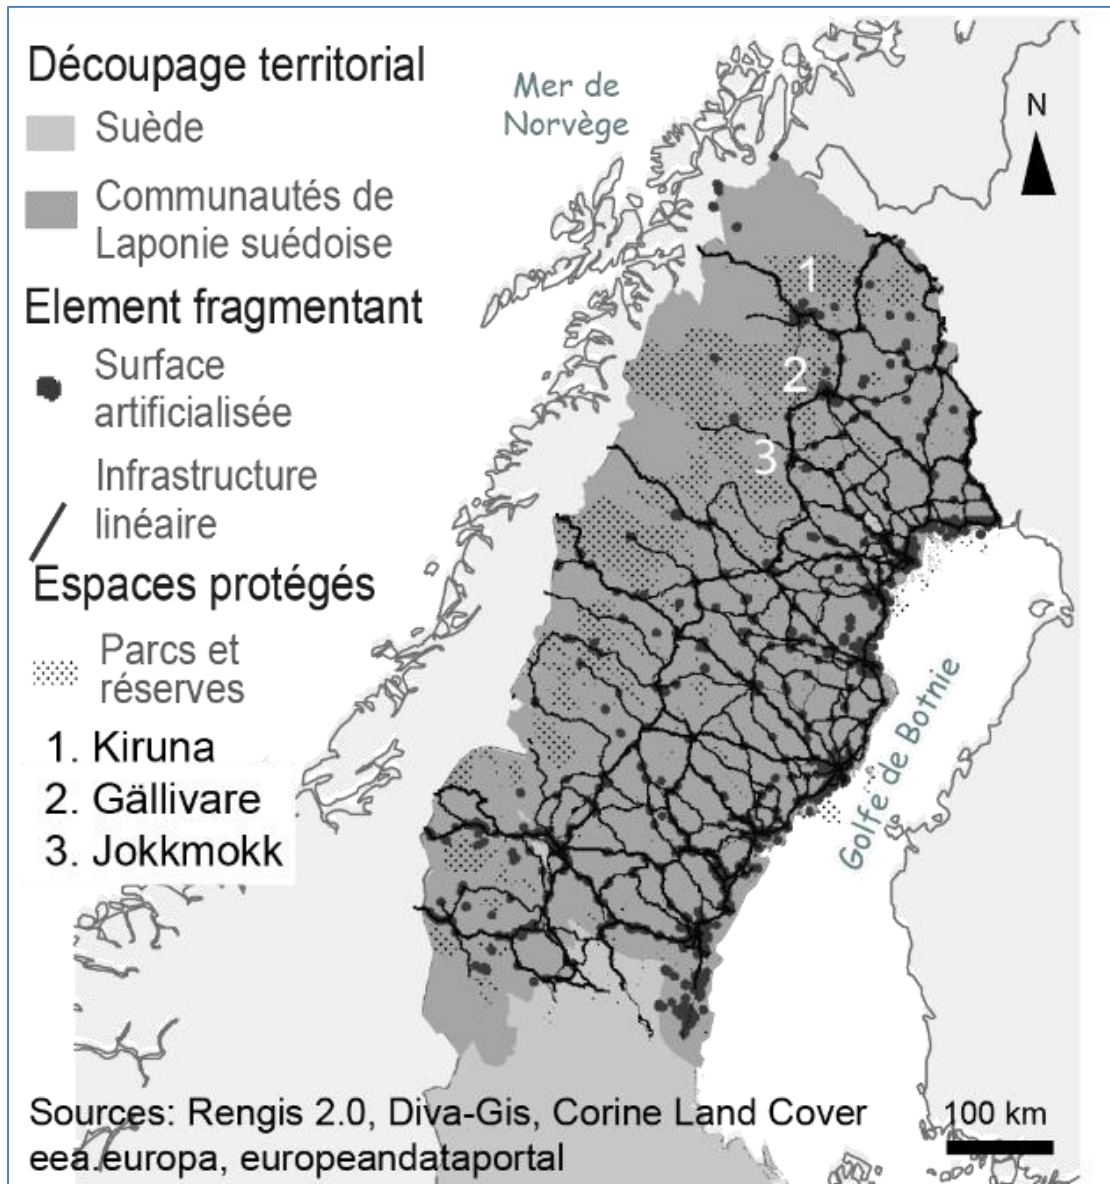 Découpage territorial
Suède
Communautés de
Laponie suédoise
Element fragmentant
Surface
artificialisée
Infrastructure
linéaire
Espaces protégés
Parcs et
réserves
1. Kiruna
2. Gällivare
3. Jokkmokk
Mer de
Norvège
N
1
2
3
Golfe de Botnie
Sources: Rengis 2.0, Diva-Gis, Corine Land Cover
eea.europa, europeandataportal
100 km